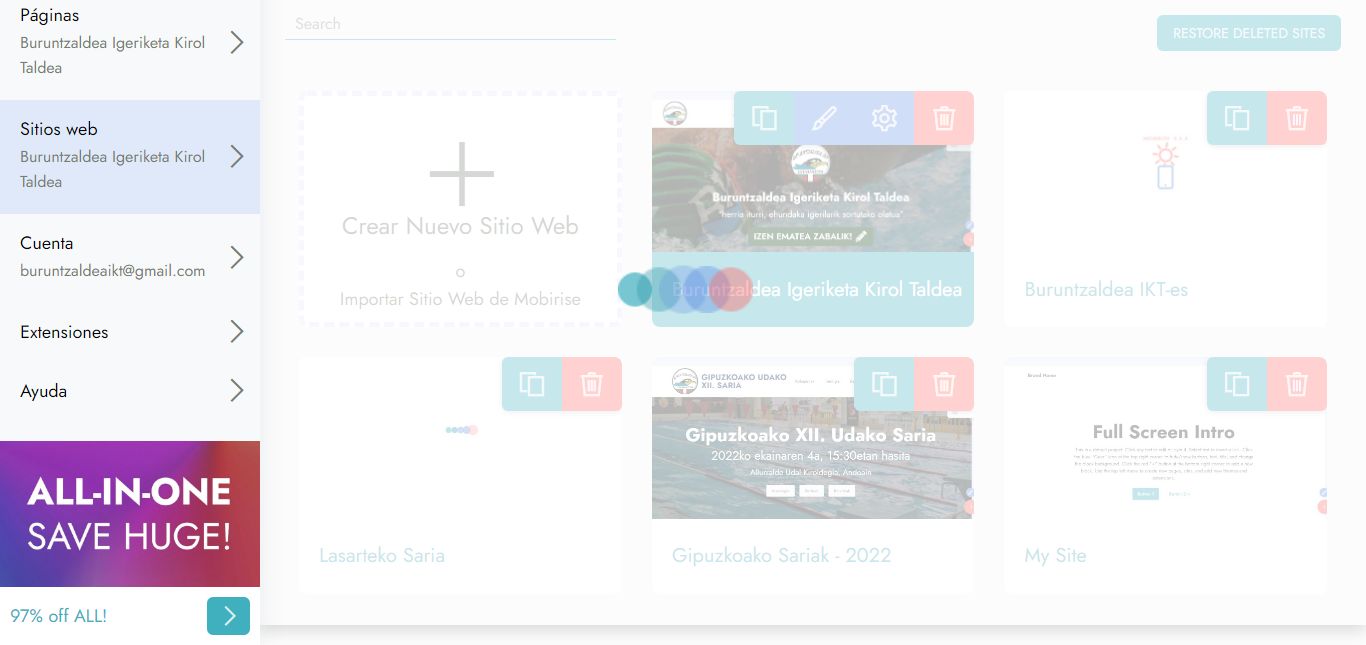 Páginas
Buruntzaldea Igeriketa Kirol
Taldea
Sitios web
Buruntzaldea Igeriketa Kirol
Taldea
Cuenta
buruntzaldeaikt@gmail.com
Extensiones
Ayuda
ALL-IN-ONE
SAVE HUGE!
97% off ALL!
Search
RESTORE DELETED SITES
Crear Nuevo Sitio Web
o
Importar Sitio Web de Mobirise
Buruntzaldea Igeriketa Kirol Taldea
"herria iturri, ehundaka igerilarik sortutako olatua"
IZEN EMATEA ZABALIK!
Buruntzaldea Igeriketa Kirol Taldea
Buruntzaldea IKT-es
Lasarteko Saria
GIPUZKOAKO UDAKO
XII. SARIA
Gipuzkoako XII. Udako Saria
2022ko ekainaren 4a, 15:30etan hasita
Allurralde Udal Kiroldegia, Andoain
Gipuzkoako Sariak - 2022
Brand Name
Full Screen Intro
My Site